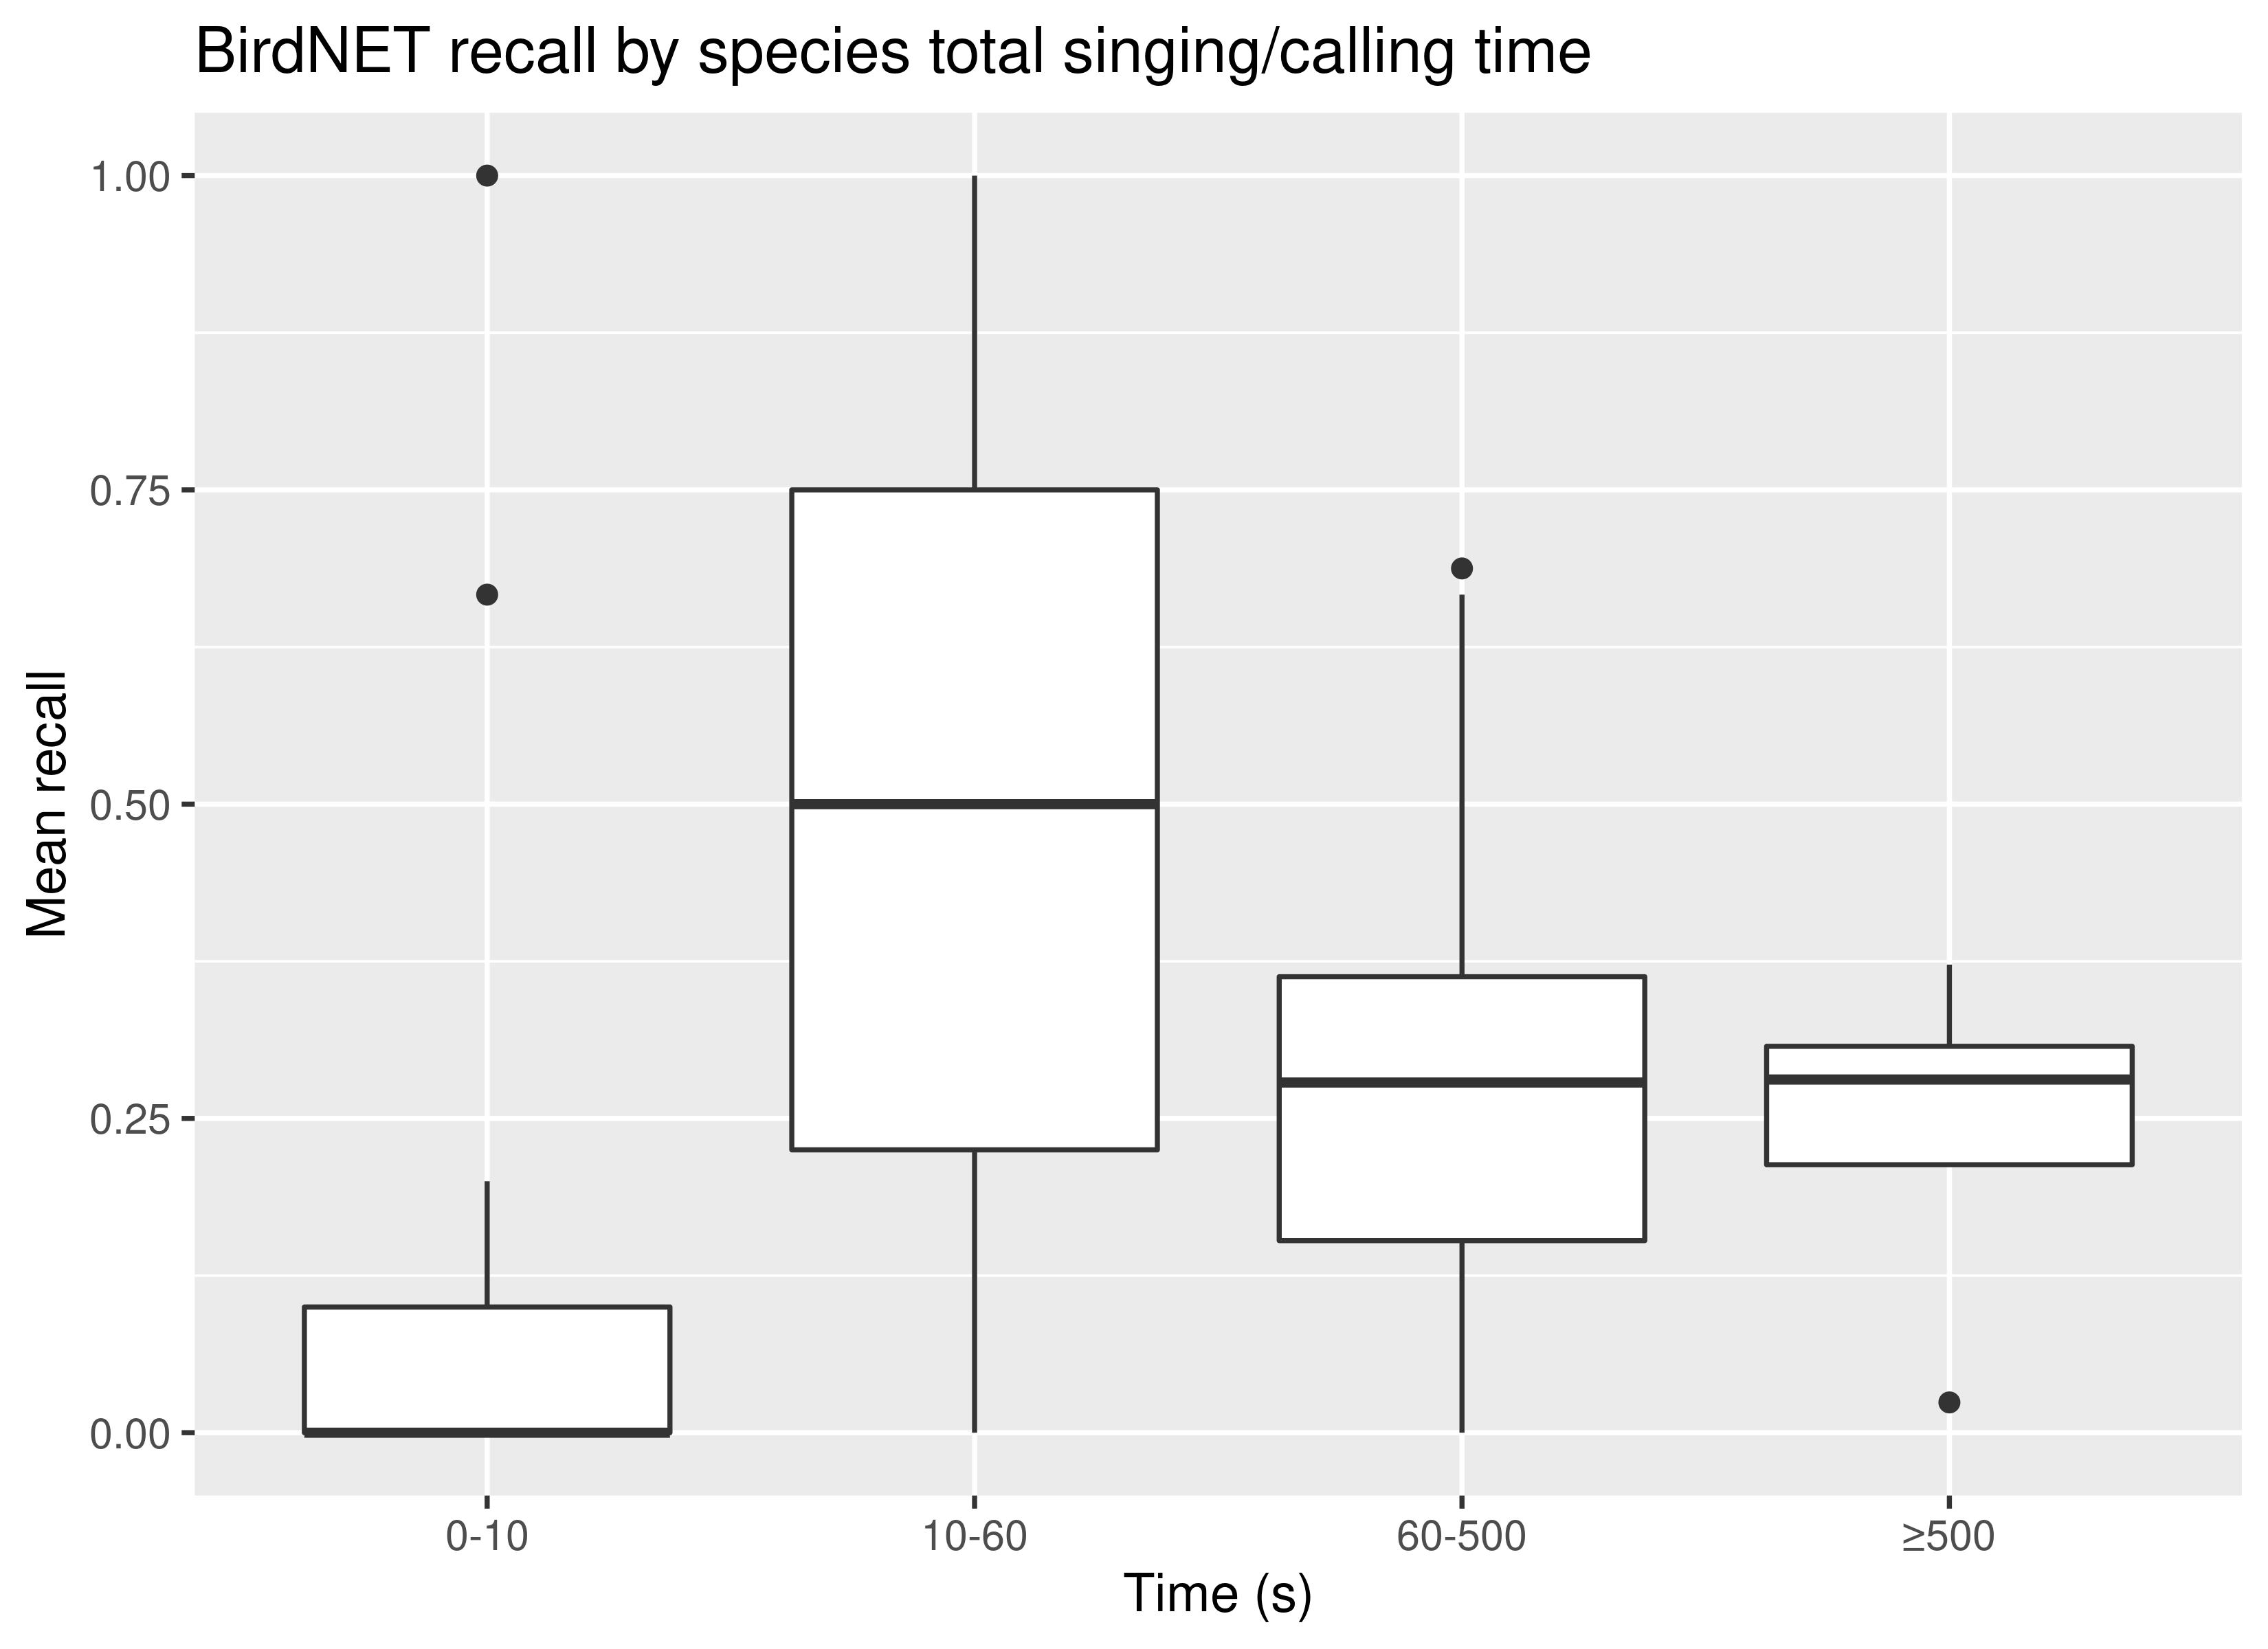 BirdNET recall by species total singing/calling time
Mean recall
1.00
0.75
0.50
0.25
0.00
0-10 10-60 60-500 ≥500
Time (s)